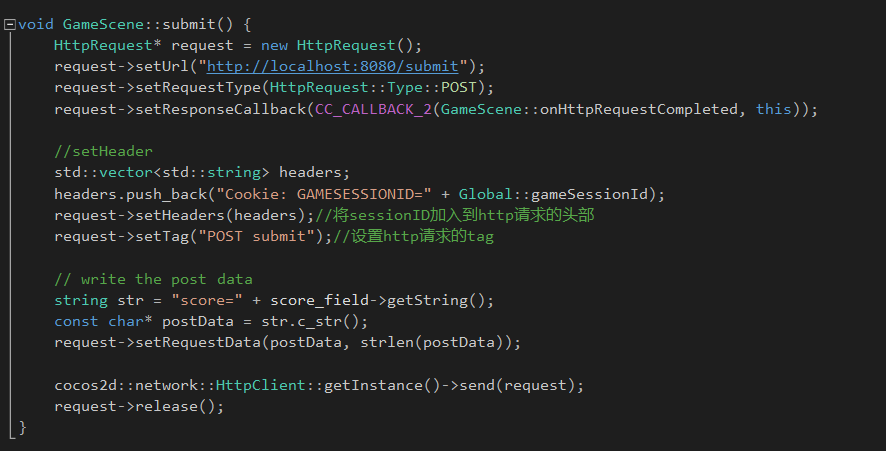 void GameScene::submit() {
    HttpRequest* request = new HttpRequest();
    request->setUrl("http://localhost:8080/submit");
    request->setRequestType(HttpRequest::Type::POST);
    request->setResponseCallback(CC_CALLBACK_2(GameScene::onHttpRequestCompleted, this));

    //setHeader
    std::vector<std::string> headers;
    headers.push_back("Cookie: GAMESESSIONID=" + Global::gameSessionId);
    request->setHeaders(headers);//将sessionID加入到http请求的头部
    request->setTag("POST submit");//设置http请求的tag

    // write the post data
    string str = "score=" + score_field->getString();
    const char* postData = str.c_str();
    request->setRequestData(postData, strlen(postData));

    cocos2d::network::HttpClient::getInstance()->send(request);
    request->release();
}